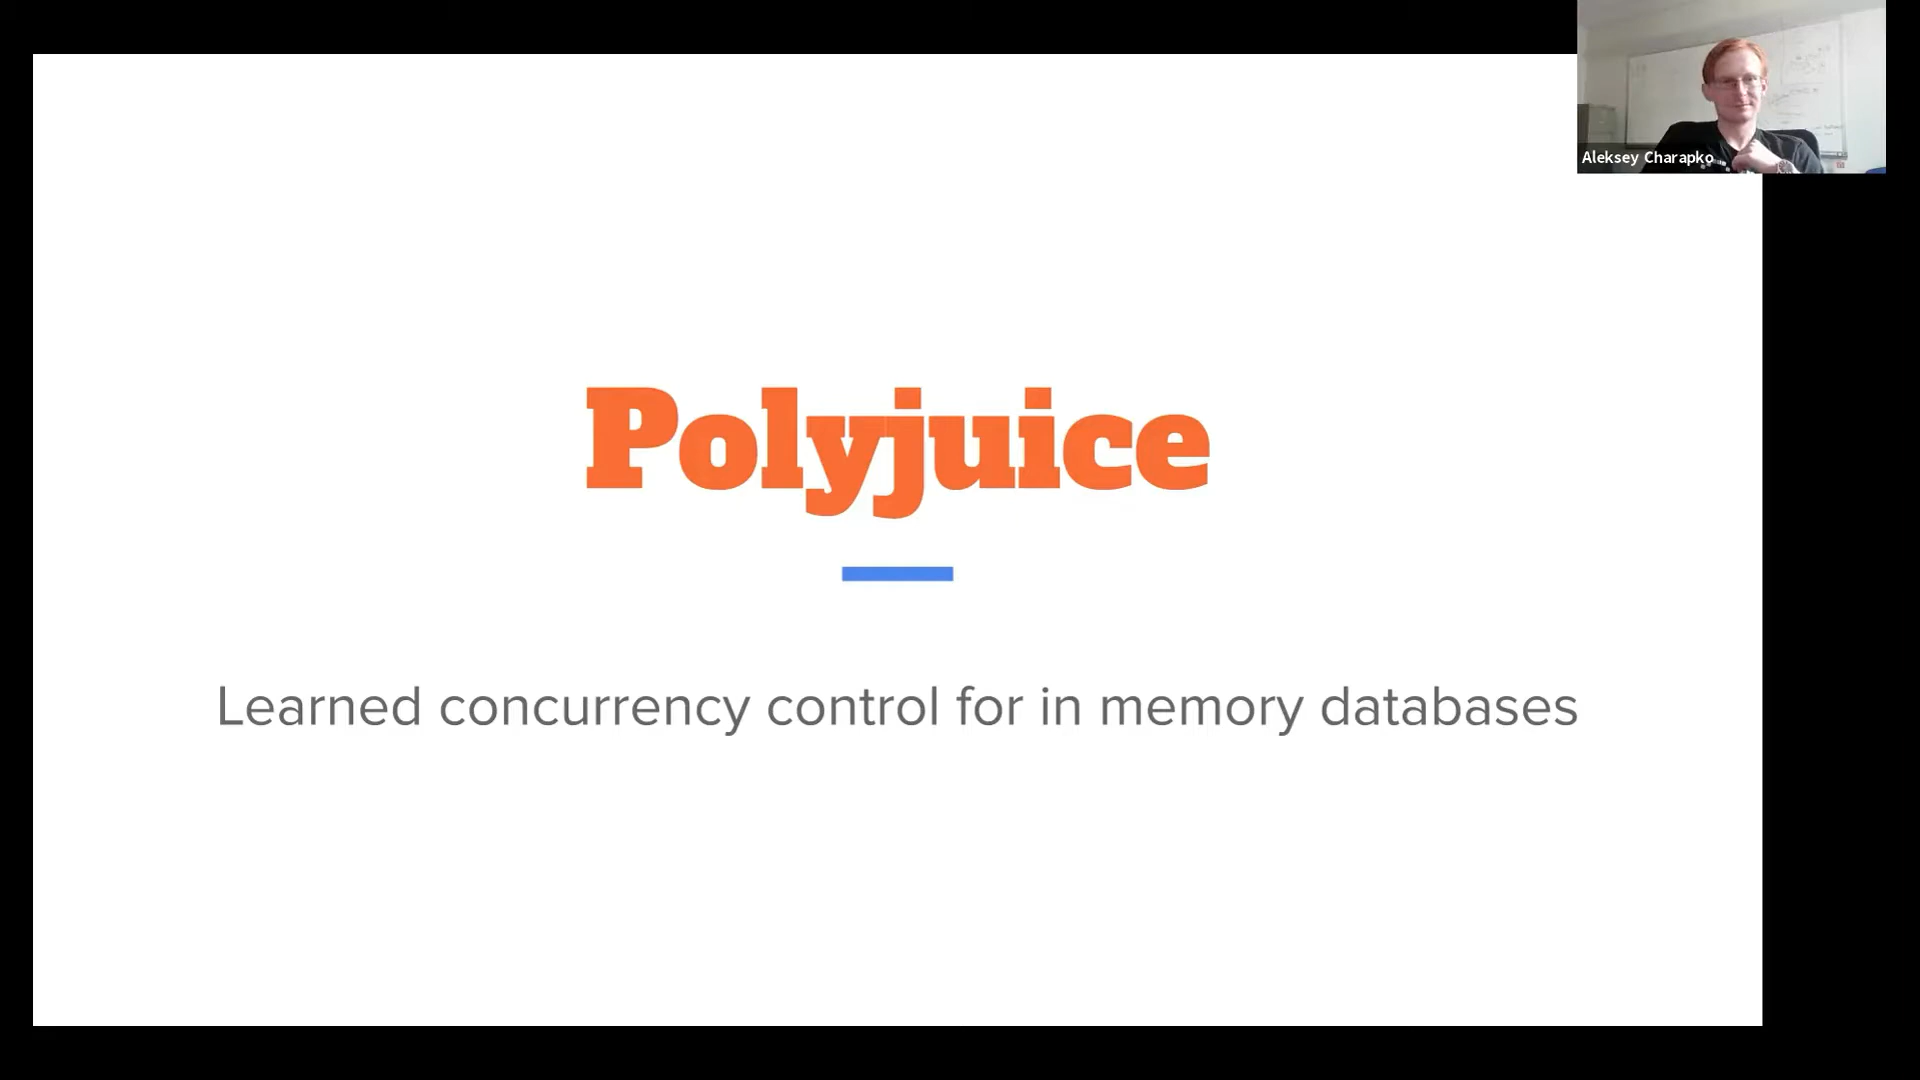 Aleksey Charapko
Polyjuice
Learned concurrency control for in memory databases